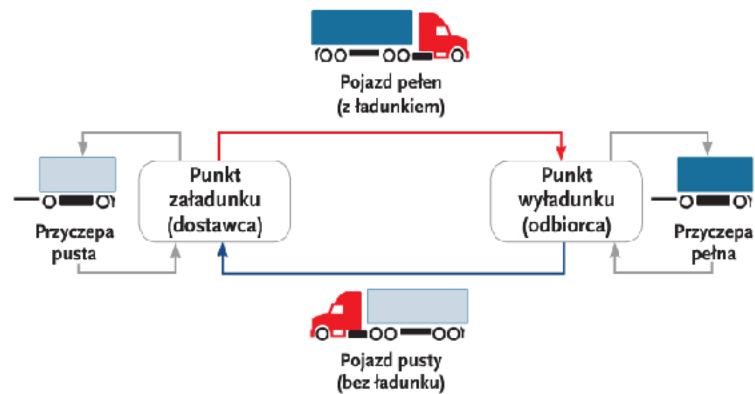 Pojazd pełen
(z ładunkiem)
Punkt
załadunku
(dostawca)
Punkt
wyładunku
(odbiorca)
Przyczepa
pusta
Przyczepa
pełna
Pojazd pusty
(bez ładunku)